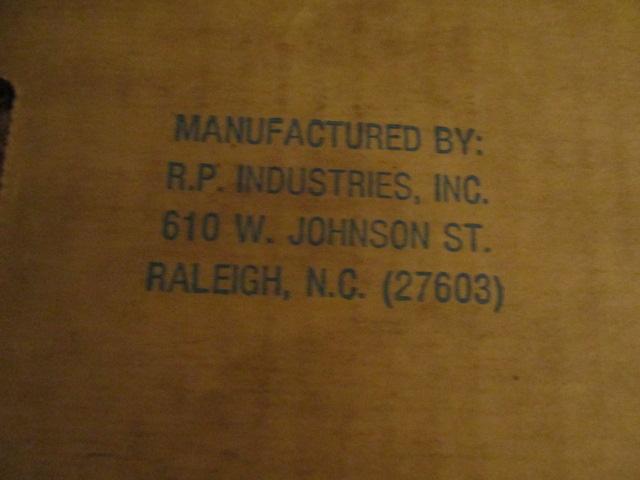 MANUFACTURED BY:
R.P. INDUSTRIES, INC.
610 W. JOHNSON ST.
RALEIGH, N.C. (27603)